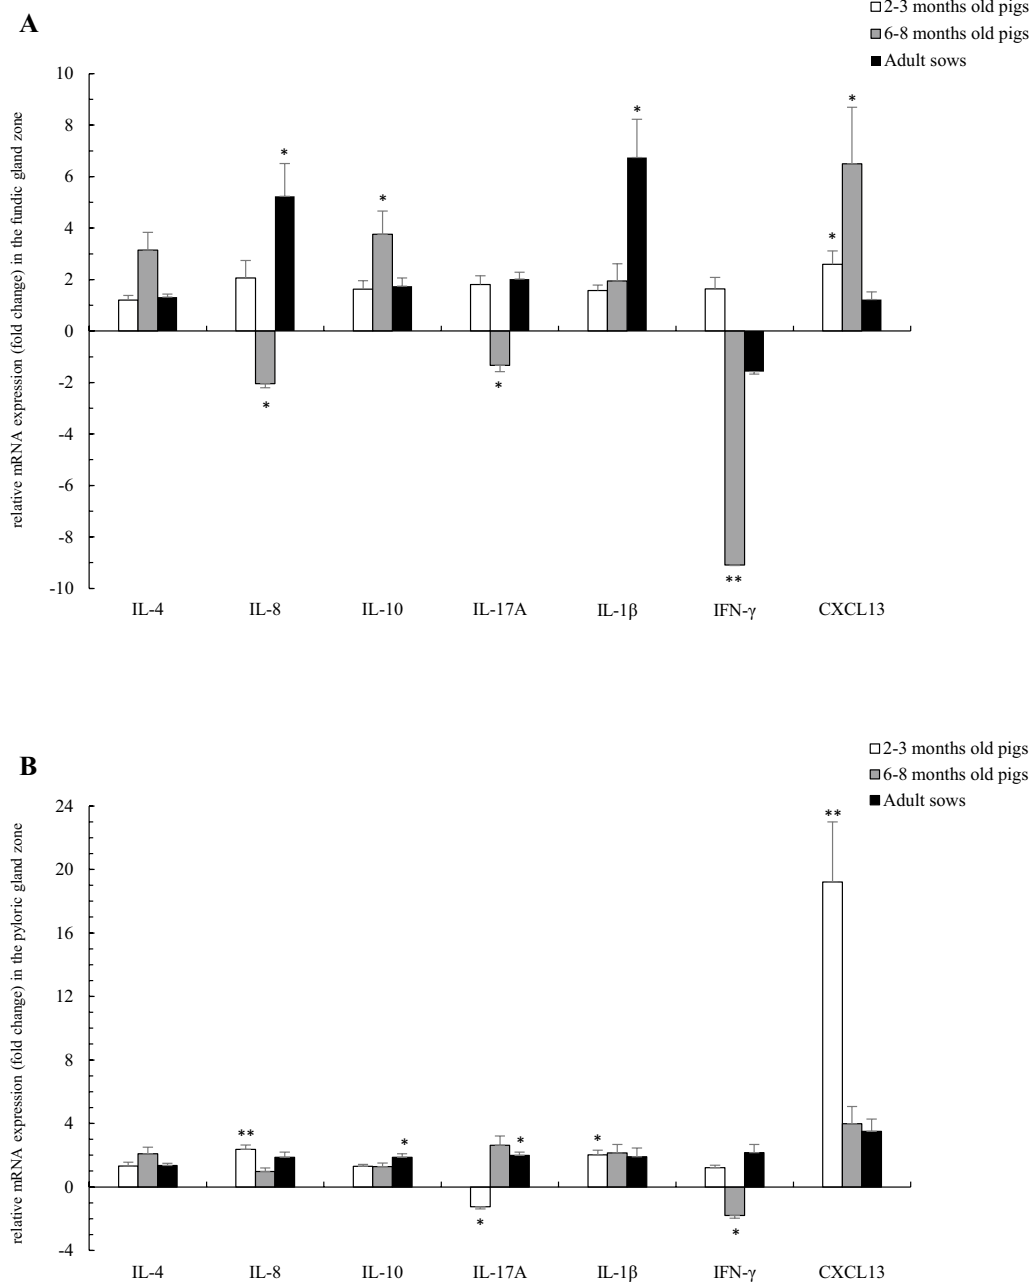 A
2-3 months old pigs
6-8 months old pigs
Adult sows
relative mRNA expression (fold change) in the fundic gland zone
10
8
6
4
2
0
-2
-4
-6
-8
-10
*
*
*
*
*
*
*
*
**
IL-4 IL-8 IL-10 IL-17A IL-1β IFN-γ CXCL13
B
2-3 months old pigs
6-8 months old pigs
Adult sows
relative mRNA expression (fold change) in the pyloric gland zone
24
20
16
12
8
4
0
-4
**
**
*
*
*
*
*
IL-4 IL-8 IL-10 IL-17A IL-1β IFN-γ CXCL13